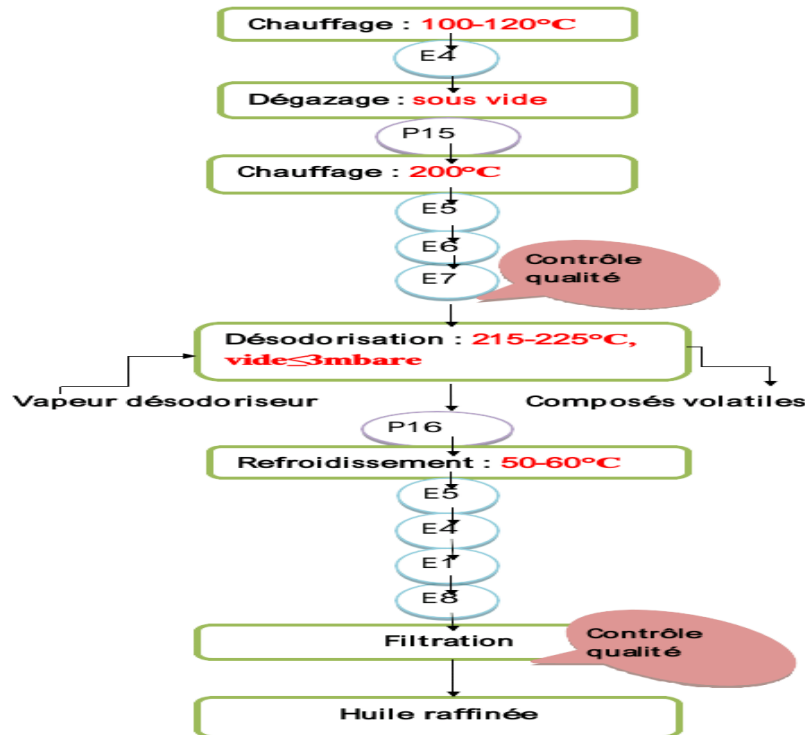 Chauffage : 100-120°C
E4
Dégazage : sous vide
P15
Chauffage : 200°C
E5
E6
E7
Contrôle
qualité
Désodorisation : 215-225°C,
vide≤3mbare
Vapeur désodoriseur
Composés volatiles
P16
Refroidissement : 50-60°C
E5
E4
E1
E8
Filtration
Contrôle
qualité
Huile raffinée